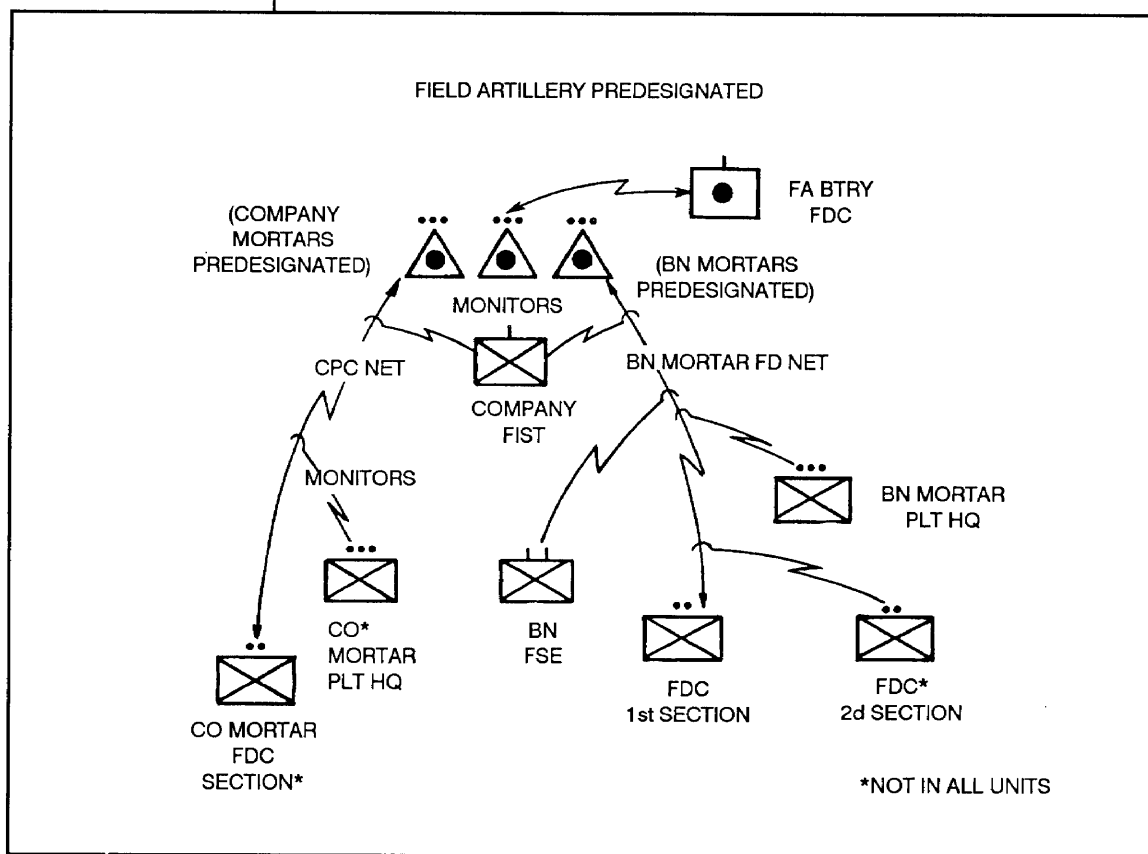 FIELD ARTILLERY PREDESIGNATED
FA BTRY
FDC
(COMPANY
MORTARS
PREDESIGNATED)
(BN MORTARS
PREDESIGNATED)
MONITORS
CPC NET
BN MORTAR FD NET
COMPANY
FIST
MONITORS
BN MORTAR
PLT HQ
CO*
MORTAR
PLT HQ
BN
FSE
FDC
1st SECTION
FDC*
2d SECTION
CO MORTAR
FDC
SECTION*
*NOT IN ALL UNITS